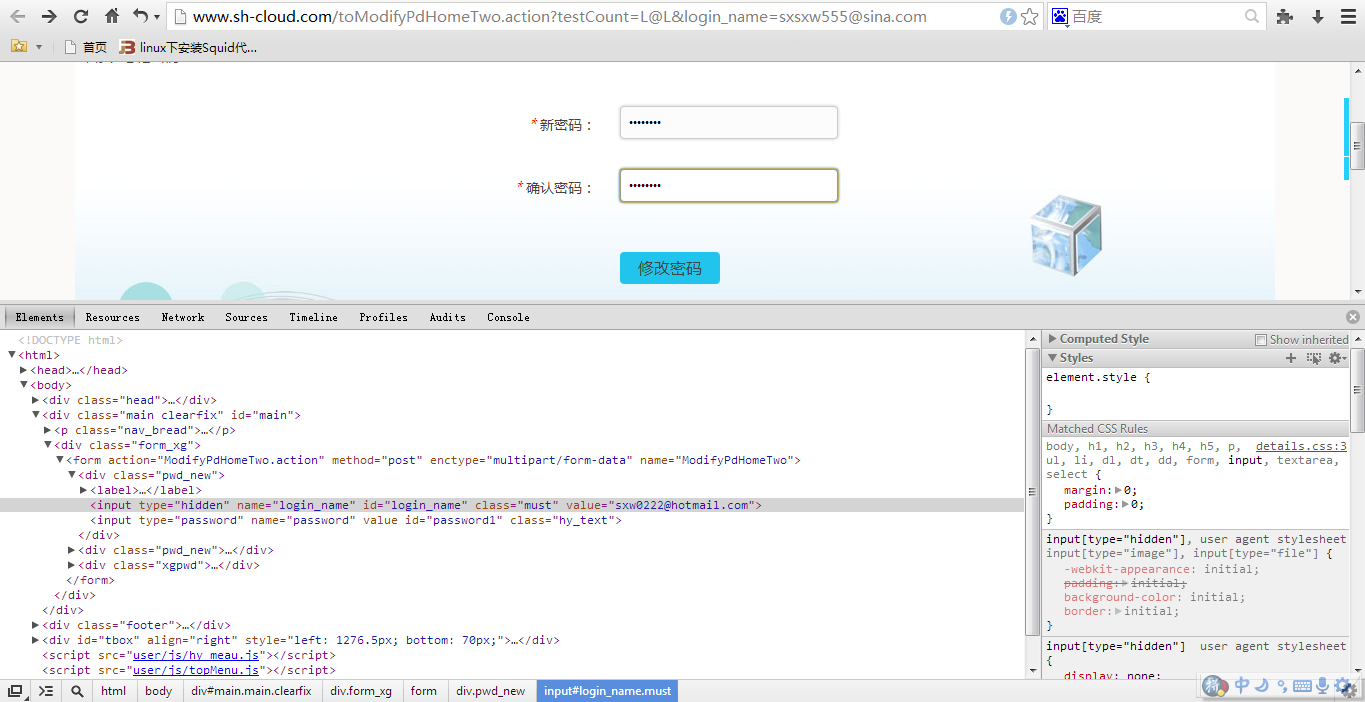 www.sh-cloud.com/toModifyPdHomeTwo.action?testCount=L@L&login_name=sxsxw555@sina.com
百度
首页 linux下安装Squid代...
*新密码： ••••••••
*确认密码： ••••••••
修改密码
Elements Resources Network Sources Timeline Profiles Audits Console
<!DOCTYPE html>
<html>
<head>…</head>
<body>
<div class="head">…</div>
<div class="main clearfix" id="main">
<p class="nav_bread">…</p>
<div class="form_xg">
<form action="ModifyPdHomeTwo.action" method="post" enctype="multipart/form-data" name="ModifyPdHomeTwo">
<div class="pwd_new">
<label>…</label>
<input type="hidden" name="login_name" id="login_name" class="must" value="sxw0222@hotmail.com">
<input type="password" name="password" value id="password1" class="hy_text">
</div>
<div class="pwd_new">…</div>
<div class="xgpwd">…</div>
</form>
</div>
</div>
<div class="footer">…</div>
<div id="tbox" align="right" style="left: 1276.5px; bottom: 70px;">…</div>
<script src="user/js/hy_meau.js"></script>
<script src="user/js/topMenu.js"></script>
html body div#main.main.clearfix div.form_xg form div.pwd_new input#login_name.must
Computed Style Show inherited
Styles
element.style {
}
Matched CSS Rules
body, h1, h2, h3, h4, h5, p, details.css:3
ul, li, dl, dt, dd, form, input, textarea,
select {
margin: 0;
padding: 0;
}
input[type="hidden"], user agent stylesheet
input[type="image"], input[type="file"] {
-webkit-appearance: initial;
padding: initial;
background-color: initial;
border: initial;
}
input[type="hidden"] user agent stylesheet
{
display: none;
中